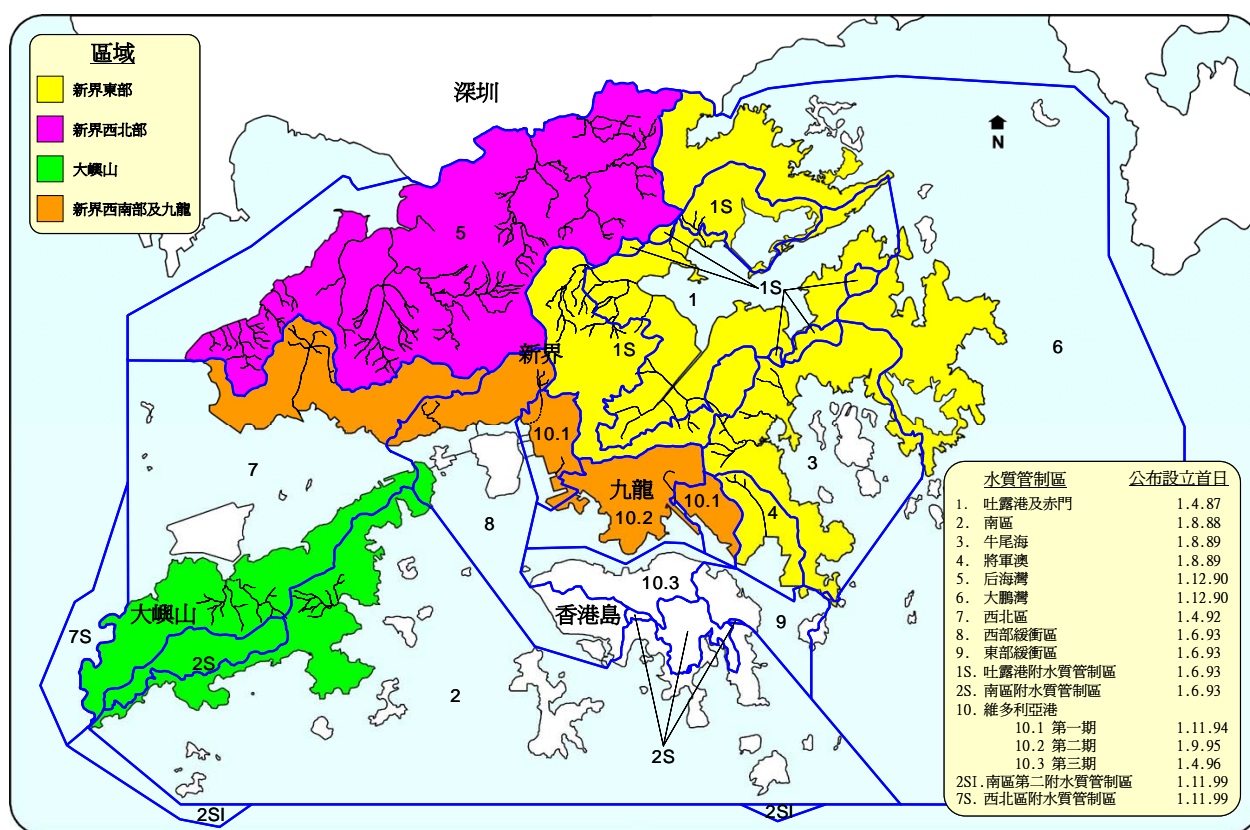 區域
新界東部
新界西北部
大嶼山
新界西南部及九龍
深圳
N
1S
5
1S
1
6
1S
新界
10.1
3
7
九龍
10.1
10.2
4
8
10.3
大嶼山
香港島
9
7S
2S
2
2S
2SI
2SI
水質管制區 公布設立首日
1. 吐露港及赤門 1.4.87
2. 南區 1.8.88
3. 牛尾海 1.8.89
4. 將軍澳 1.8.89
5. 后海灣 1.12.90
6. 大鵬灣 1.12.90
7. 西北區 1.4.92
8. 西部緩衝區 1.6.93
9. 東部緩衝區 1.6.93
1S. 吐露港附水質管制區 1.6.93
2S. 南區附水質管制區 1.6.93
10. 維多利亞港
10.1 第一期 1.11.94
10.2 第二期 1.9.95
10.3 第三期 1.4.96
2SI.南區第二附水質管制區 1.11.99
7S. 西北區附水質管制區 1.11.99